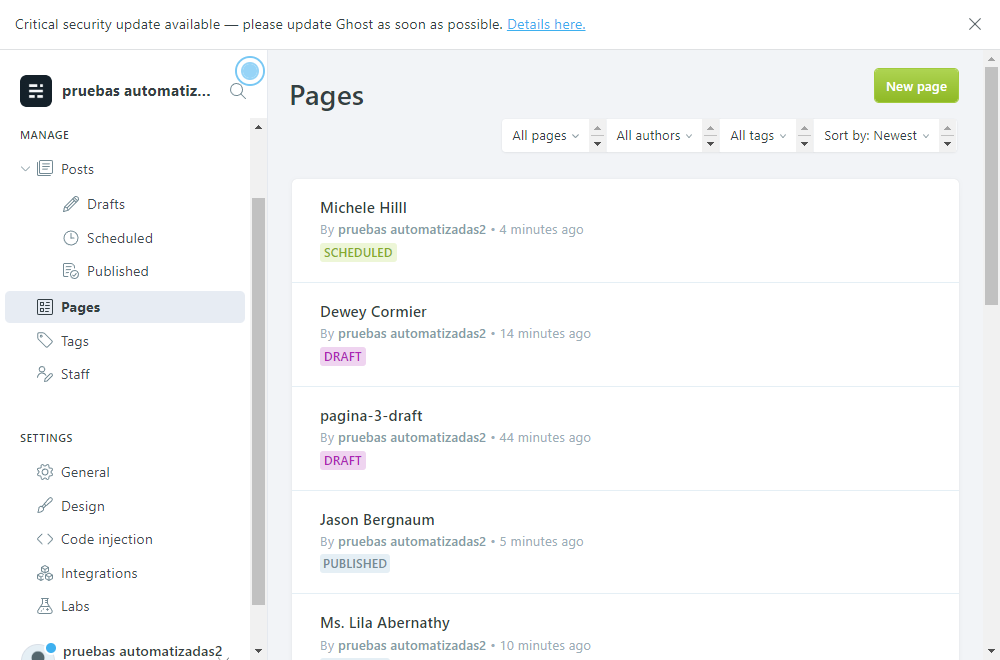 Critical security update available — please update Ghost as soon as possible. Details here.
pruebas automatiz...
MANAGE
Posts
Drafts
Scheduled
Published
Pages
Tags
Staff
SETTINGS
General
Design
Code injection
Integrations
Labs
pruebas automatizadas2
Pages
New page
All pages
All authors
All tags
Sort by: Newest
Michele Hilll
By pruebas automatizadas2 • 4 minutes ago
SCHEDULED
Dewey Cormier
By pruebas automatizadas2 • 14 minutes ago
DRAFT
pagina-3-draft
By pruebas automatizadas2 • 44 minutes ago
DRAFT
Jason Bergnaum
By pruebas automatizadas2 • 5 minutes ago
PUBLISHED
Ms. Lila Abernathy
By pruebas automatizadas2 • 10 minutes ago